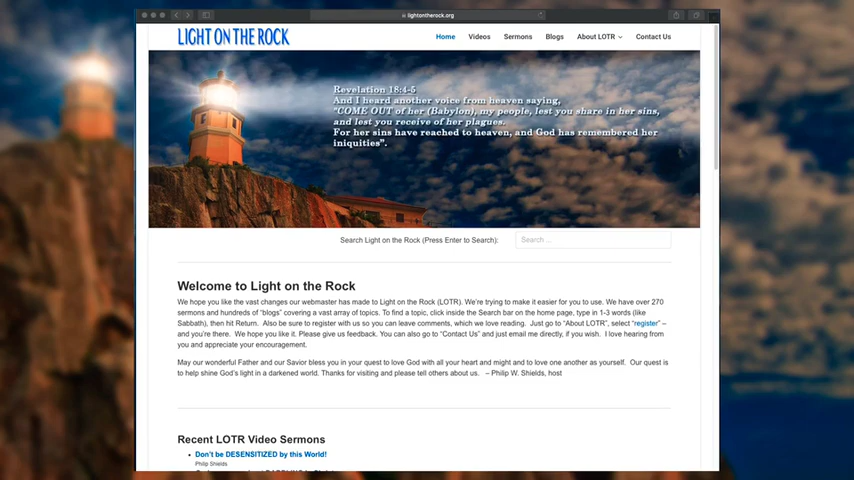 lightontherock.org
LIGHT ON THE ROCK
Home Videos Sermons Blogs About LOTR Contact Us
Revelation 18:4-5
And I heard another voice from heaven saying,
"COME OUT of her (Babylon), my people, lest you share in her sins,
and lest you receive of her plagues.
For her sins have reached to heaven, and God has remembered her
iniquities".
Search Light on the Rock (Press Enter to Search): Search ...
Welcome to Light on the Rock
We hope you like the vast changes our webmaster has made to Light on the Rock (LOTR). We're trying to make it easier for you to use. We have over 270
sermons and hundreds of "blogs" covering a vast array of topics. To find a topic, click inside the Search bar on the home page, type in 1-3 words (like
Sabbath), then hit Return. Also be sure to register with us so you can leave comments, which we love reading. Just go to "About LOTR", select "register" –
and you're there. We hope you like it. Please give us feedback. You can also go to "Contact Us" and just email me directly, if you wish. I love hearing from
you and appreciate your encouragement.
May our wonderful Father and our Savior bless you in your quest to love God with all your heart and might and to love one another as yourself. Our quest is
to help shine God's light in a darkened world. Thanks for visiting and please tell others about us. – Philip W. Shields, host
Recent LOTR Video Sermons
Don't be DESENSITIZED by this World!
Philip Shields